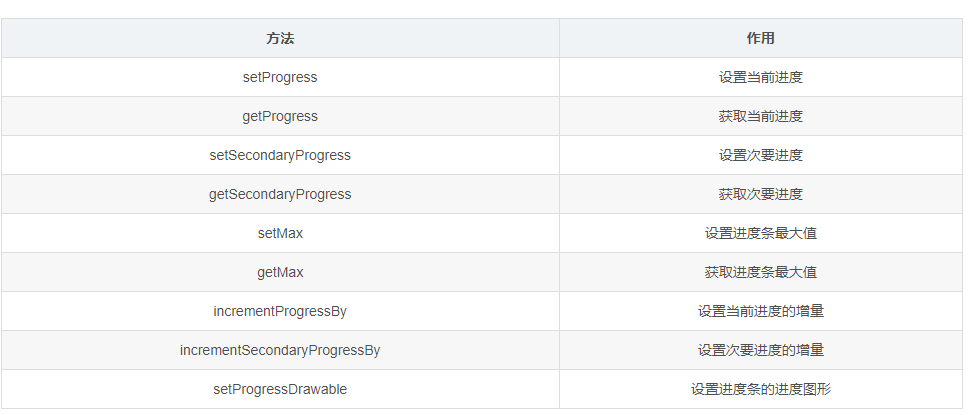 方法 作用
setProgress 设置当前进度
getProgress 获取当前进度
setSecondaryProgress 设置次要进度
getSecondaryProgress 获取次要进度
setMax 设置进度条最大值
getMax 获取进度条最大值
incrementProgressBy 设置当前进度的增量
incrementSecondaryProgressBy 设置次要进度的增量
setProgressDrawable 设置进度条的进度图形